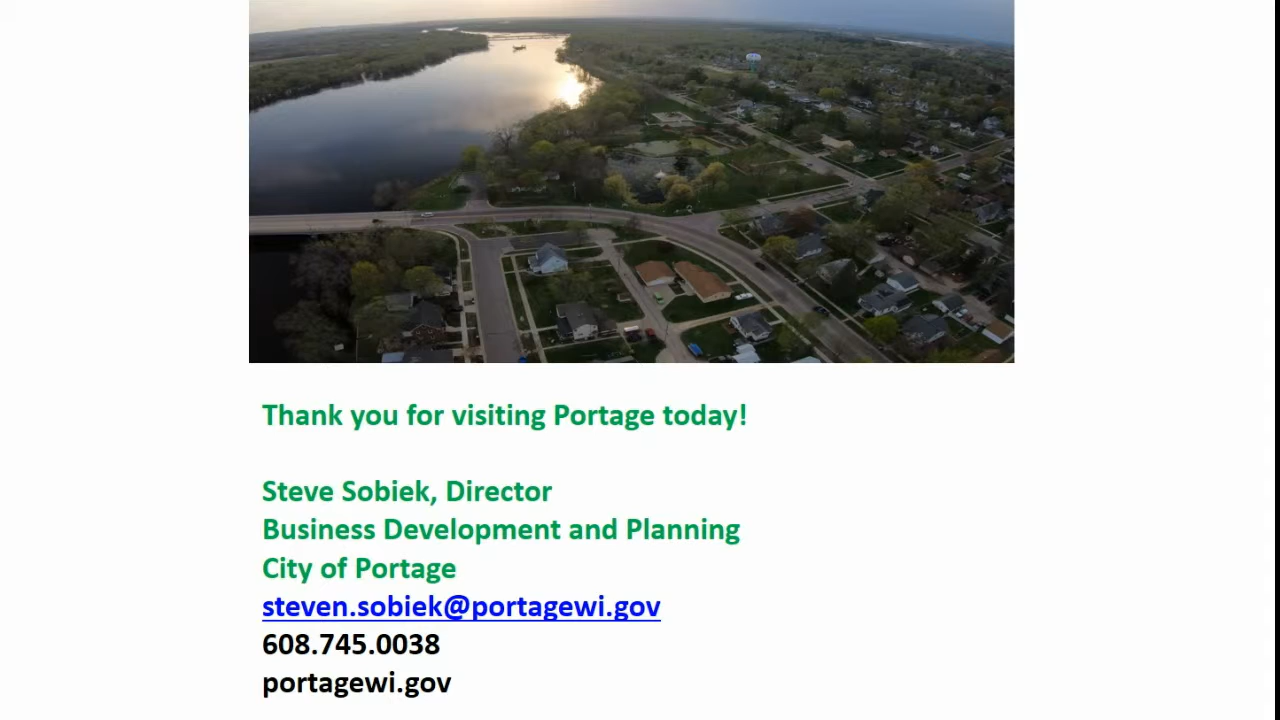 Thank you for visiting Portage today!
Steve Sobiek, Director
Business Development and Planning
City of Portage
steven.sobiek@portagewi.gov
608.745.0038
portagewi.gov